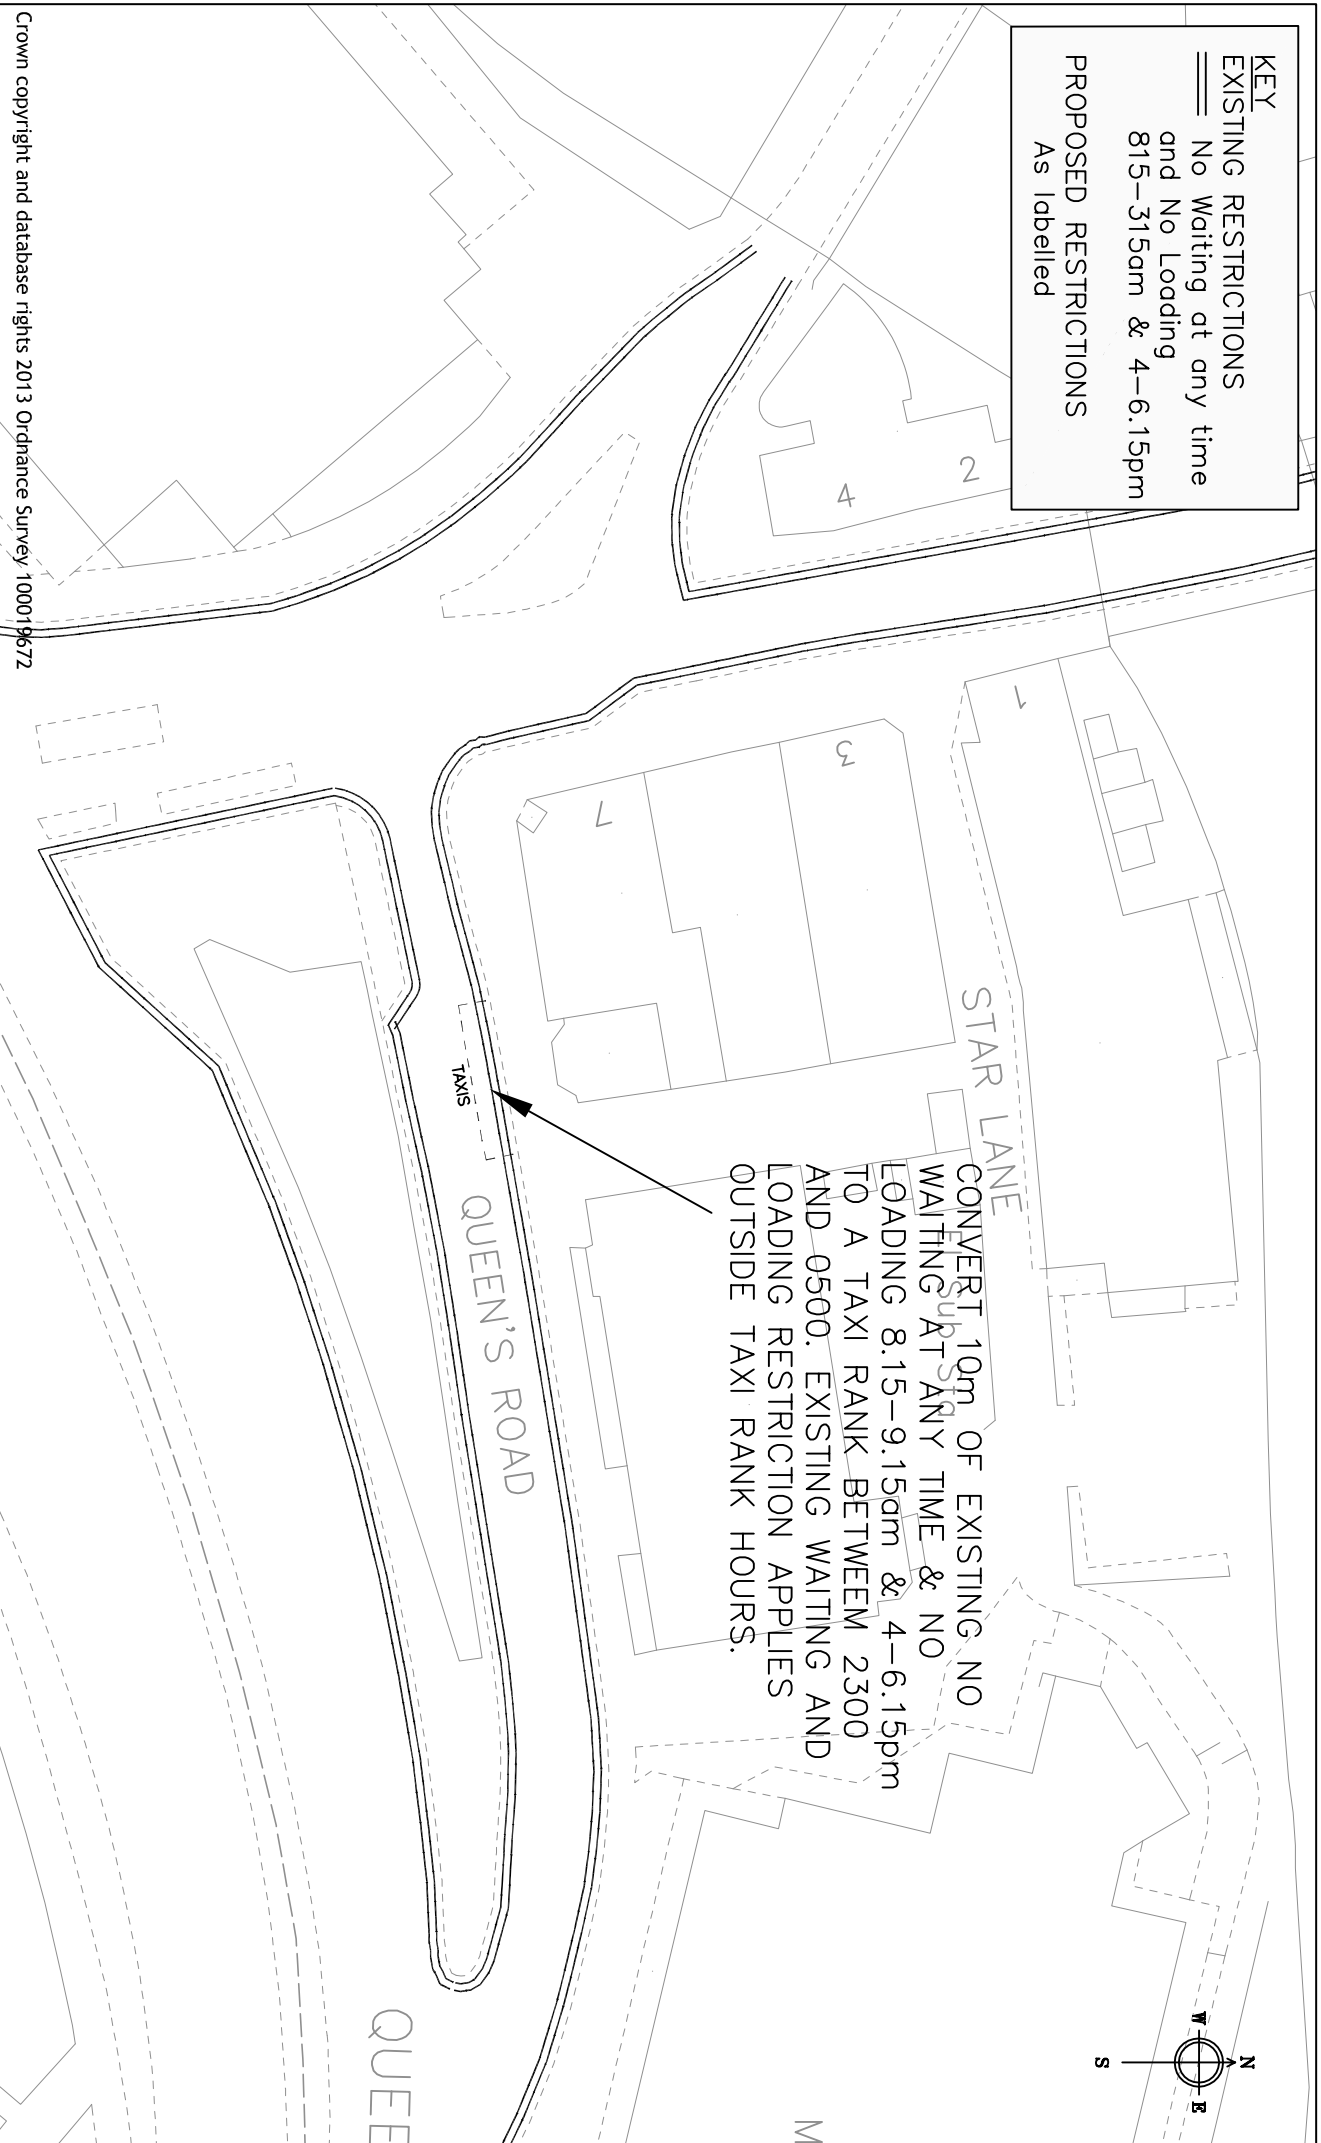 KEY
EXISTING RESTRICTIONS
No Waiting at any time
and No Loading
815-315am & 4-6.15pm
PROPOSED RESTRICTIONS
As labelled
N
W
E
S
1
2
4
3
7
STAR LANE
El Sub Sta
CONVERT 10m OF EXISTING NO
WAITING AT ANY TIME & NO
LOADING 8.15-9.15am & 4-6.15pm
TO A TAXI RANK BETWEEM 2300
AND 0500. EXISTING WAITING AND
LOADING RESTRICTION APPLIES
OUTSIDE TAXI RANK HOURS.
TAXIS
QUEEN'S ROAD
QUEE
M
Crown copyright and database rights 2013 Ordnance Survey 100019672